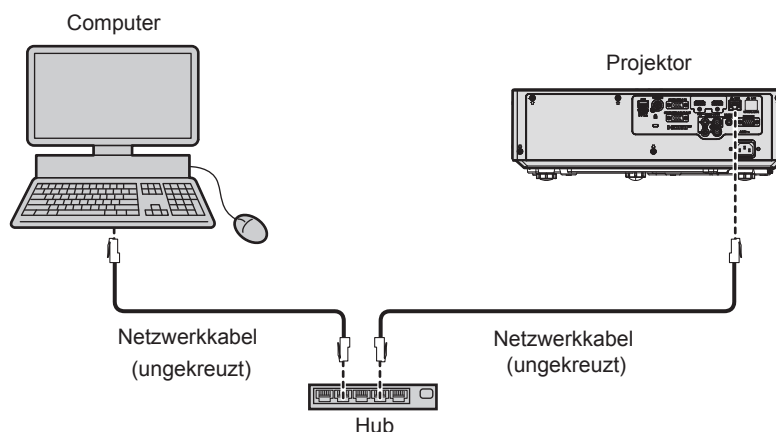 Computer
Projektor
Netzwerkkabel
(ungekreuzt)
Netzwerkkabel
(ungekreuzt)
Hub